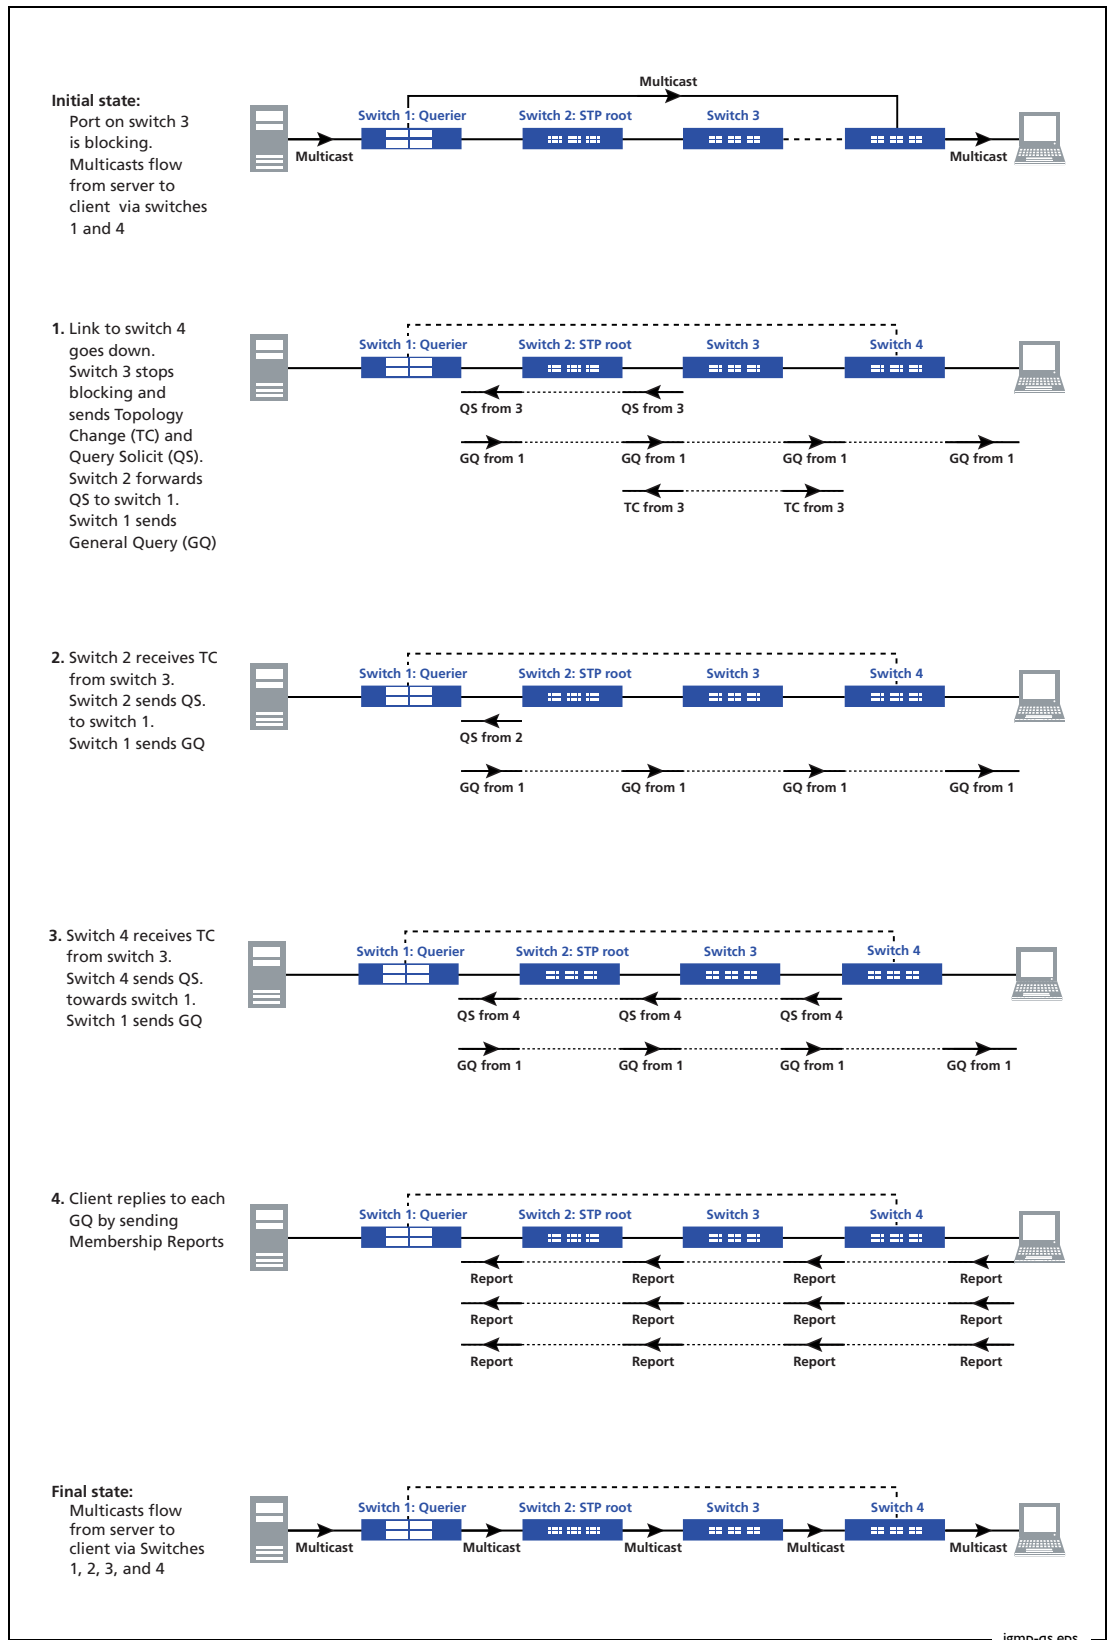 Initial state:
Port on switch 3
is blocking.
Multicasts flow
from server to
client via switches
1 and 4
Multicast
Switch 1: Querier
Switch 2: STP root
Switch 3
Multicast
Multicast
1. Link to switch 4
goes down.
Switch 3 stops
blocking and
sends Topology
Change (TC) and
Query Solicit (QS).
Switch 2 forwards
QS to switch 1.
Switch 1 sends
General Query (GQ)
Switch 1: Querier
Switch 2: STP root
Switch 3
Switch 4
QS from 3
QS from 3
GQ from 1
GQ from 1
GQ from 1
GQ from 1
TC from 3
TC from 3
2. Switch 2 receives TC
from switch 3.
Switch 2 sends QS.
to switch 1.
Switch 1 sends GQ
Switch 1: Querier
Switch 2: STP root
Switch 3
Switch 4
QS from 2
GQ from 1
GQ from 1
GQ from 1
GQ from 1
3. Switch 4 receives TC
from switch 3.
Switch 4 sends QS.
towards switch 1.
Switch 1 sends GQ
Switch 1: Querier
Switch 2: STP root
Switch 3
Switch 4
QS from 4
QS from 4
QS from 4
GQ from 1
GQ from 1
GQ from 1
GQ from 1
4. Client replies to each
GQ by sending
Membership Reports
Switch 1: Querier
Switch 2: STP root
Switch 3
Switch 4
Report
Report
Report
Report
Report
Report
Report
Report
Report
Report
Report
Report
Final state:
Multicasts flow
from server to
client via Switches
1, 2, 3, and 4
Switch 1: Querier
Switch 2: STP root
Switch 3
Switch 4
Multicast
Multicast
Multicast
Multicast
Multicast
igmp-qs.eps